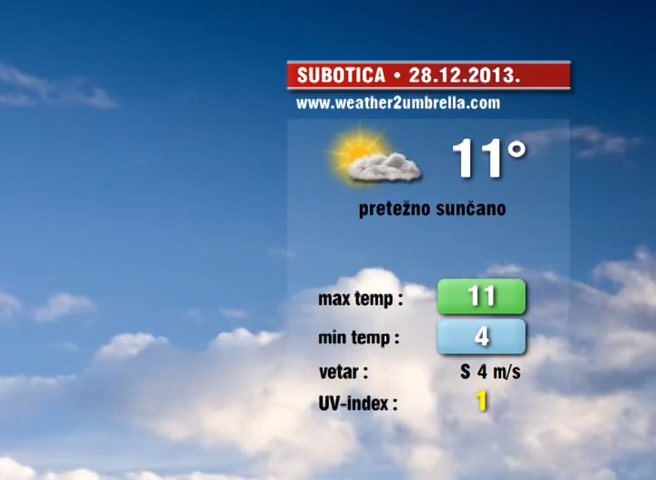 SUBOTICA • 28.12.2013.
www.weather2umbrella.com
11°
pretežno sunčano
max temp : 11
min temp : 4
vetar : S 4 m/s
UV-index : 1